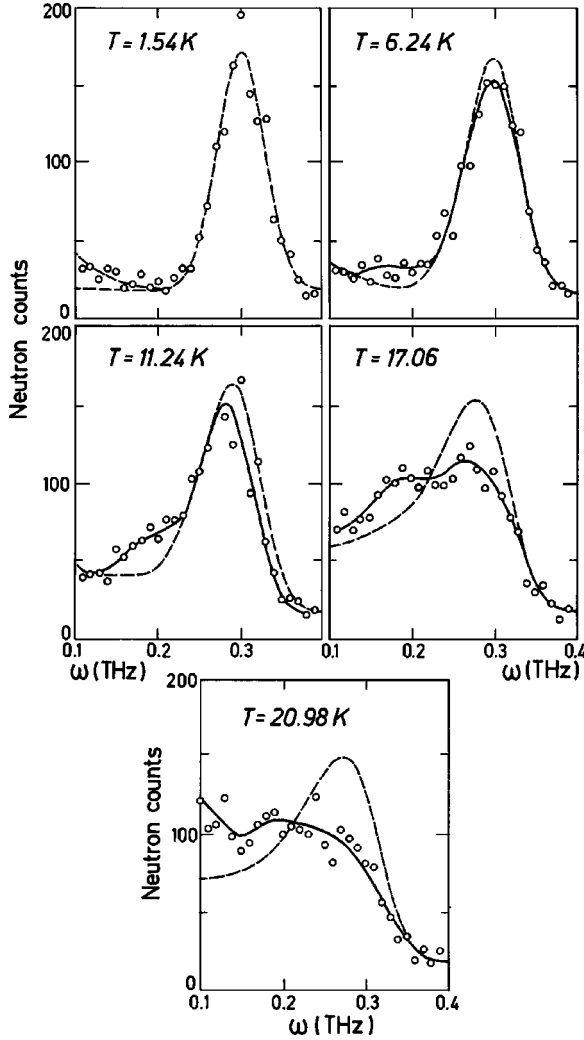 200
100
0
T = 1.54 K
T = 6.24 K
Neutron counts
200
100
0
T = 11.24 K
T = 17.06
0.1
0.2
0.3
0.1
0.2
0.3
0.4
ω (THz)
ω (THz)
200
100
0
T = 20.98 K
Neutron counts
0.1
0.2
0.3
0.4
ω (THz)